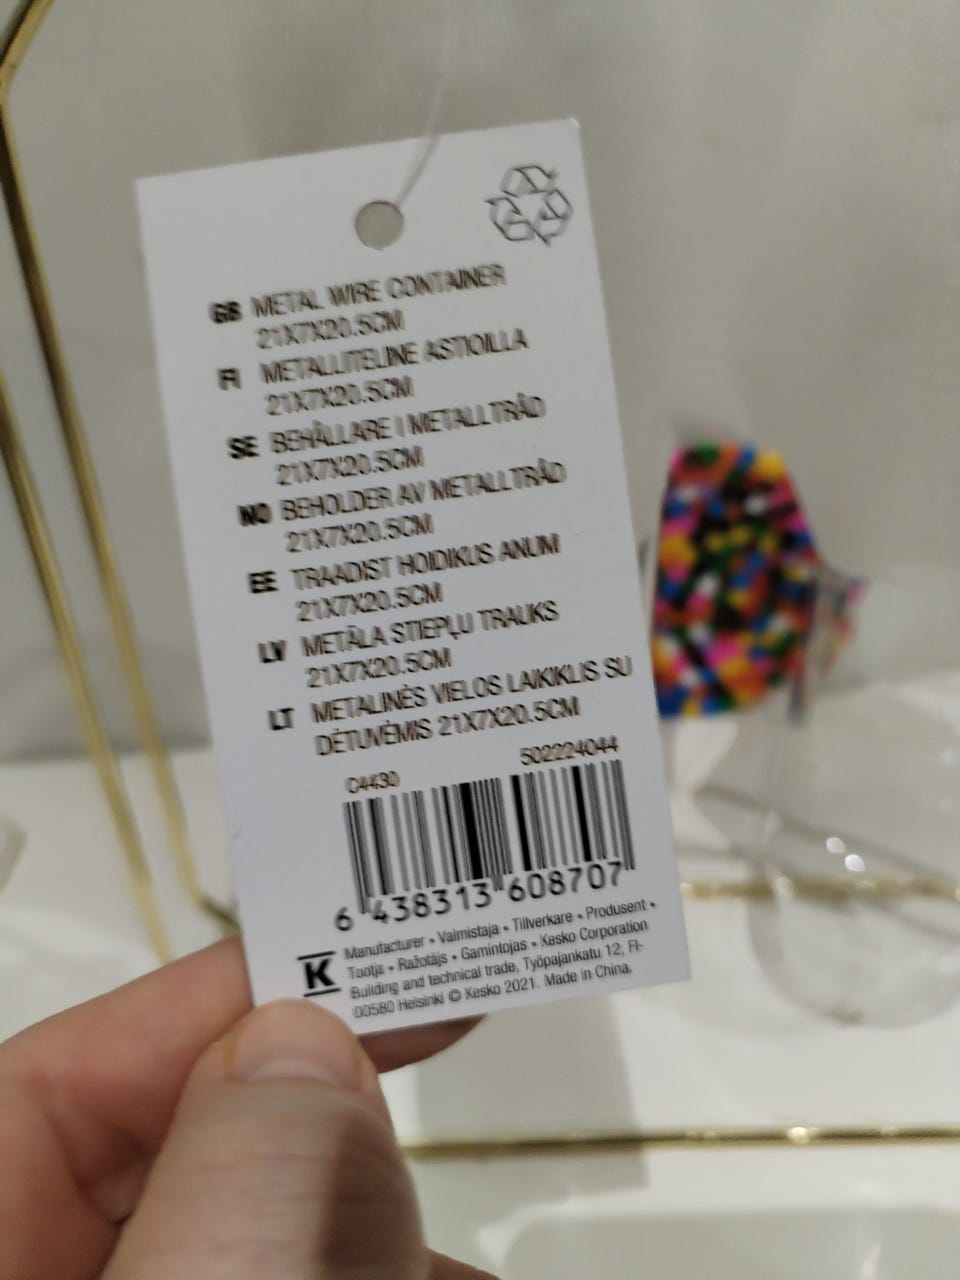 GB METAL WIRE CONTAINER
21X7X20.5CM
FI METALLITELINE ASTIOILLA
21X7X20.5CM
SE BEHÅLLARE I METALLTRÅD
21X7X20.5CM
NO BEHOLDER AV METALLTRÅD
21X7X20.5CM
EE TRAADIST HOIDIKUS ANUM
21X7X20.5CM
LV METĀLA STIEPĻU TRAUKS
21X7X20.5CM
LT METALINĖS VIELOS LAIKIKLIS SU
DĖTUVĖMIS 21X7X20.5CM
C4430 502224044
6 438313 608707
K
Manufacturer • Valmistaja • Tillverkare • Produsent •
Tootja • Ražotājs • Gamintojas • Kesko Corporation
Building and technical trade, Työpajankatu 12, FI-
00580 Helsinki © Kesko 2021. Made in China.